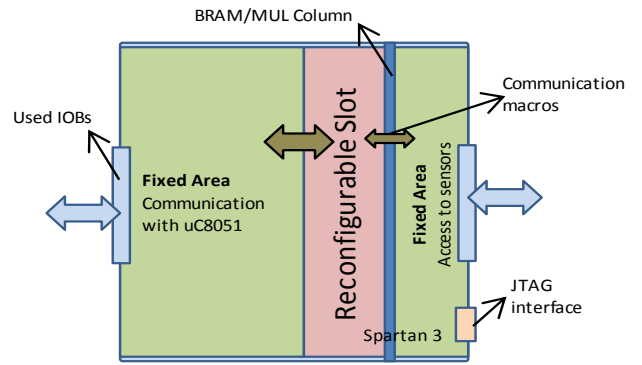 BRAM/MUL Column
Communication
macros
Used IOBs
Fixed Area
Communication
with uC8051
Reconfigurable Slot
Fixed Area
Access to sensors
JTAG
interface
Spartan 3